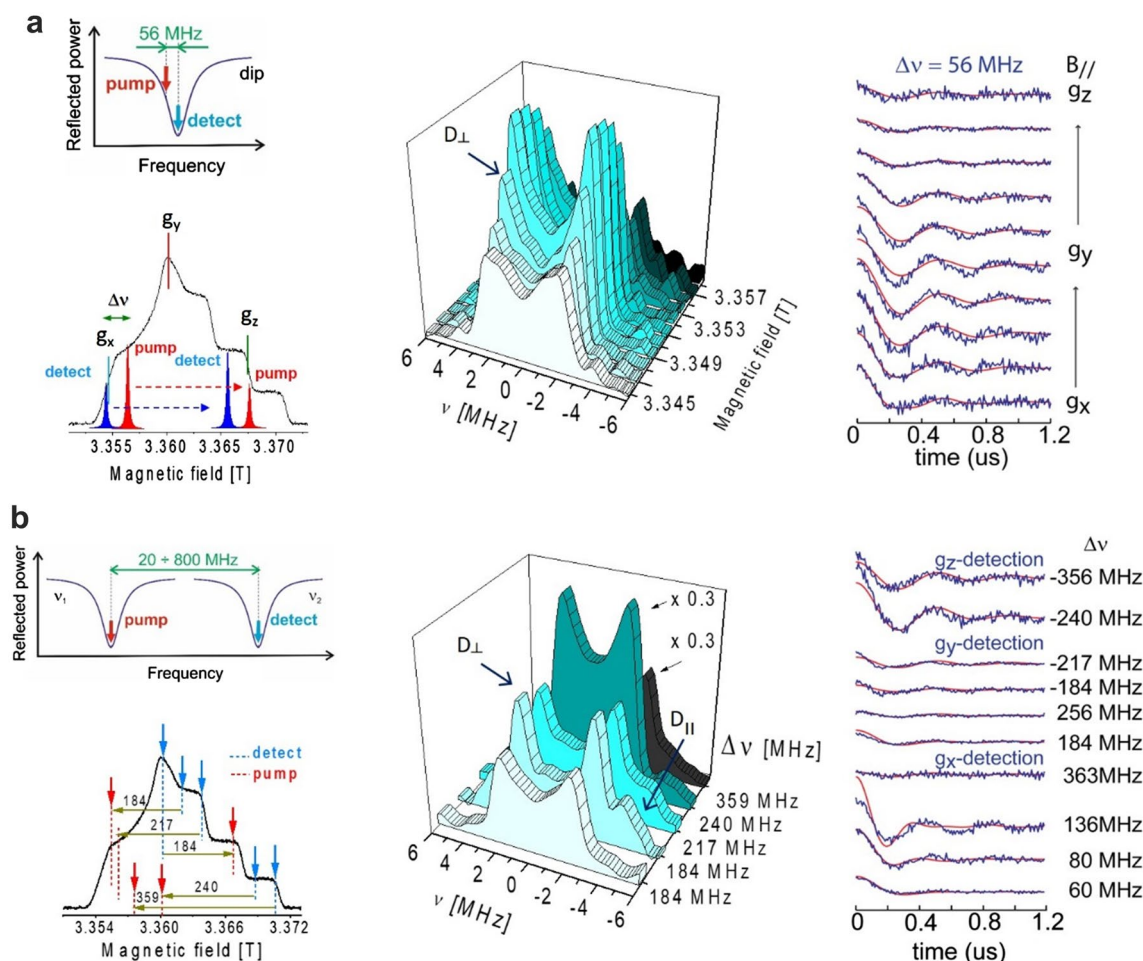 a
56 MHz
Reflected power
pump
dip
detect
Frequency
gy
Δν
gx
gz
detect
pump
detect
pump
3.355 3.360 3.365 3.370
Magnetic field [T]
D⊥
6 4 2 0 -2 -4 -6
ν [MHz]
3.357
3.353
3.349
3.345
Magnetic field [T]
Δν = 56 MHz
B//
gz
gy
gx
0 0.4 0.8 1.2
time (us)
b
20 ÷ 800 MHz
Reflected power
ν1
ν2
pump
detect
Frequency
detect
pump
184
217
184
240
359
3.354 3.360 3.366 3.372
Magnetic field [T]
x 0.3
x 0.3
D⊥
D||
Δν [MHz]
359 MHz
240 MHz
217 MHz
184 MHz
184 MHz
6 4 2 0 -2 -4 -6
ν [MHz]
Δν
gz-detection
-356 MHz
-240 MHz
gy-detection
-217 MHz
-184 MHz
256 MHz
184 MHz
gx-detection
363MHz
136MHz
80 MHz
60 MHz
0 0.4 0.8 1.2
time (us)